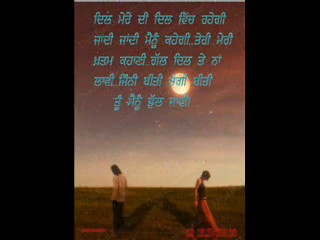 ਦਿਲ ਮੇਰੇ ਦੀ ਦਿਲ ਵਿੱਚ ਰਹੇਗੀ
ਜਾਂਦੀ ਜਾਂਦੀ ਮੈਨੂੰ ਕਹੇਗੀ..ਤੇਰੀ ਮੇਰੀ
ਖ਼ਤਮ ਕਹਾਣੀ..ਗੱਲ ਦਿਲ ਤੇ ਨਾਂ
ਲਾਵੀਂ..ਜਿੰਨੀ ਬੀਤੀ ਚੰਗੀ ਬੀਤੀ
ਤੂੰ ਮੈਨੂੰ ਭੁੱਲ ਜਾਵੀਂ